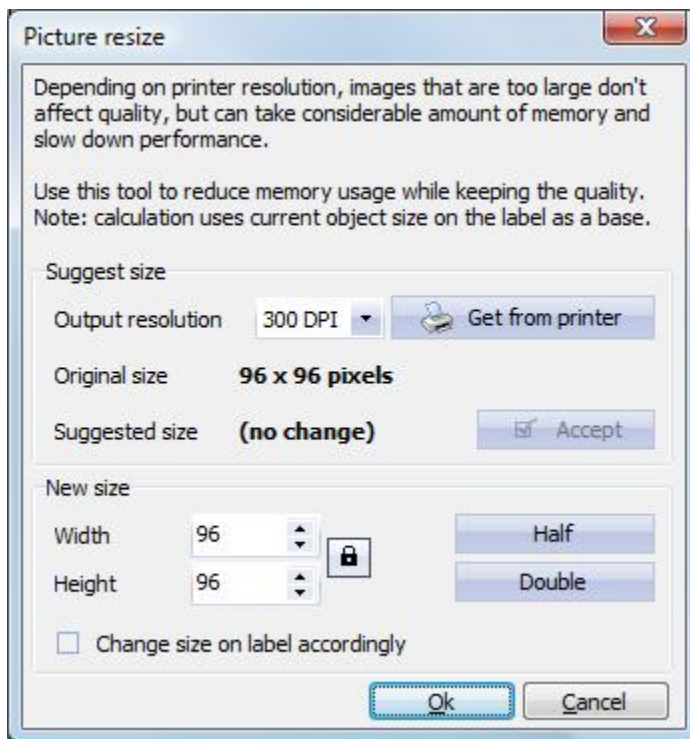 Picture resize
Depending on printer resolution, images that are too large don't
affect quality, but can take considerable amount of memory and
slow down performance.
Use this tool to reduce memory usage while keeping the quality.
Note: calculation uses current object size on the label as a base.
Suggest size
Output resolution 300 DPI Get from printer
Original size 96 x 96 pixels
Suggested size (no change) Accept
New size
Width 96 Half
Height 96 Double
Change size on label accordingly
Ok Cancel